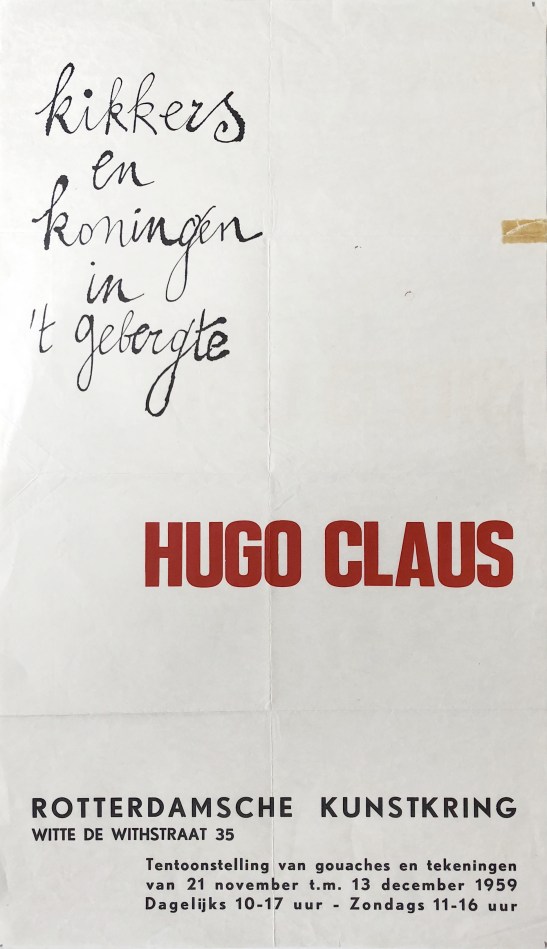 kikkers
en
koningen
in
't gebergte
HUGO CLAUS
ROTTERDAMSCHE KUNSTKRING
WITTE DE WITHSTRAAT 35
Tentoonstelling van gouaches en tekeningen
van 21 november t.m. 13 december 1959
Dagelijks 10-17 uur - Zondags 11-16 uur